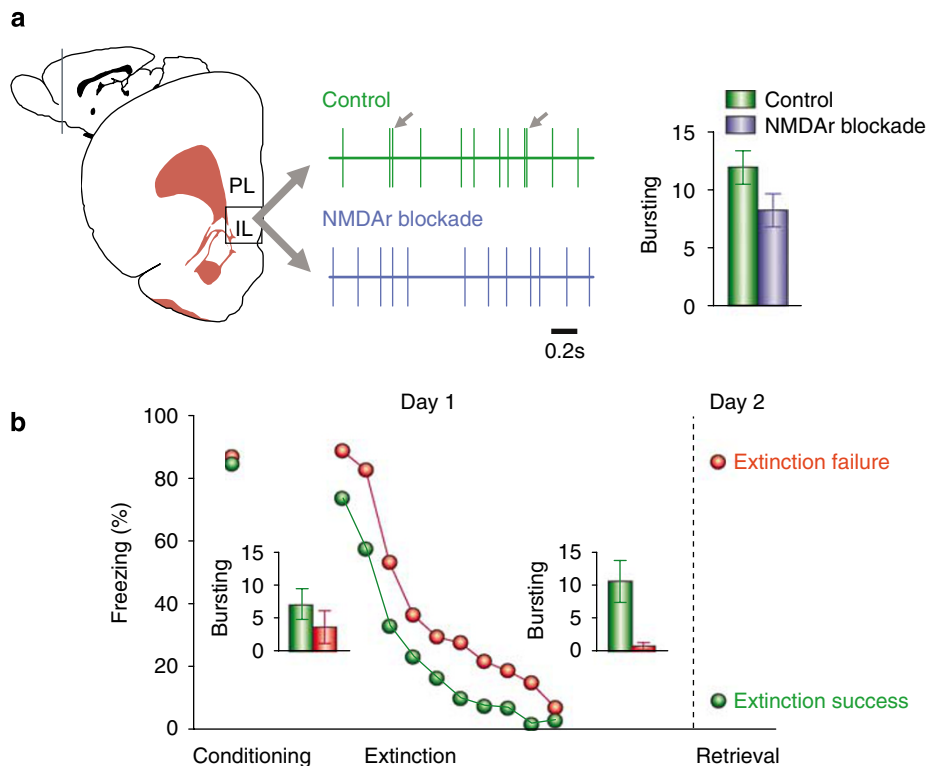 a
Control
PL
IL
NMDAr blockade
0.2s
Control
NMDAr blockade
Bursting
15
10
5
0
b
Day 1
Day 2
Freezing (%)
100
80
60
40
20
0
Bursting
15
10
5
0
Bursting
15
10
5
0
Extinction failure
Extinction success
Conditioning
Extinction
Retrieval